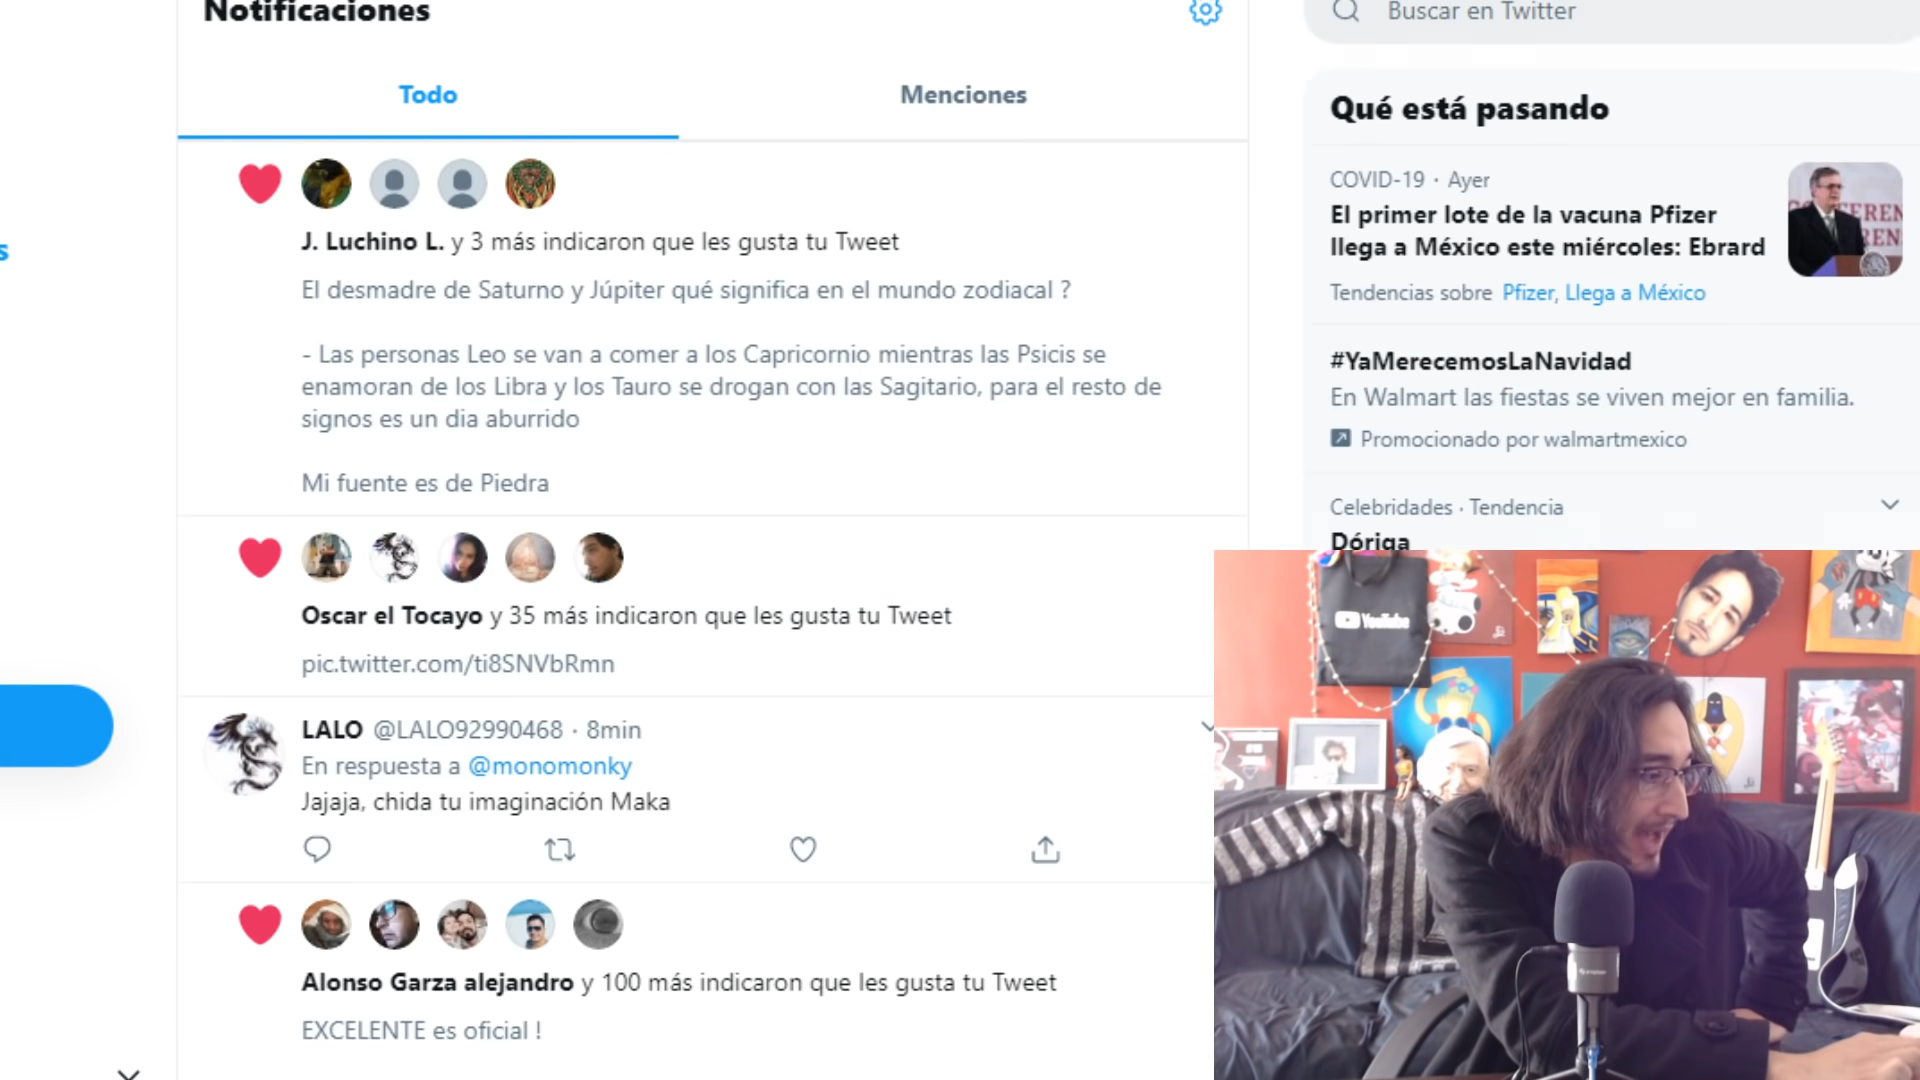 Notificaciones
Buscar en Twitter
Todo
Menciones
Qué está pasando
COVID-19 · Ayer
El primer lote de la vacuna Pfizer
llega a México este miércoles: Ebrard
Tendencias sobre Pfizer, Llega a México
#YaMerecemosLaNavidad
En Walmart las fiestas se viven mejor en familia.
Promocionado por walmartmexico
Celebridades · Tendencia
Dóriga
J. Luchino L. y 3 más indicaron que les gusta tu Tweet
El desmadre de Saturno y Júpiter qué significa en el mundo zodiacal ?
- Las personas Leo se van a comer a los Capricornio mientras las Psicis se
enamoran de los Libra y los Tauro se drogan con las Sagitario, para el resto de
signos es un dia aburrido
Mi fuente es de Piedra
Oscar el Tocayo y 35 más indicaron que les gusta tu Tweet
pic.twitter.com/ti8SNVbRmn
LALO @LALO92990468 · 8min
En respuesta a @monomonky
Jajaja, chida tu imaginación Maka
Alonso Garza alejandro y 100 más indicaron que les gusta tu Tweet
EXCELENTE es oficial !
YouTube